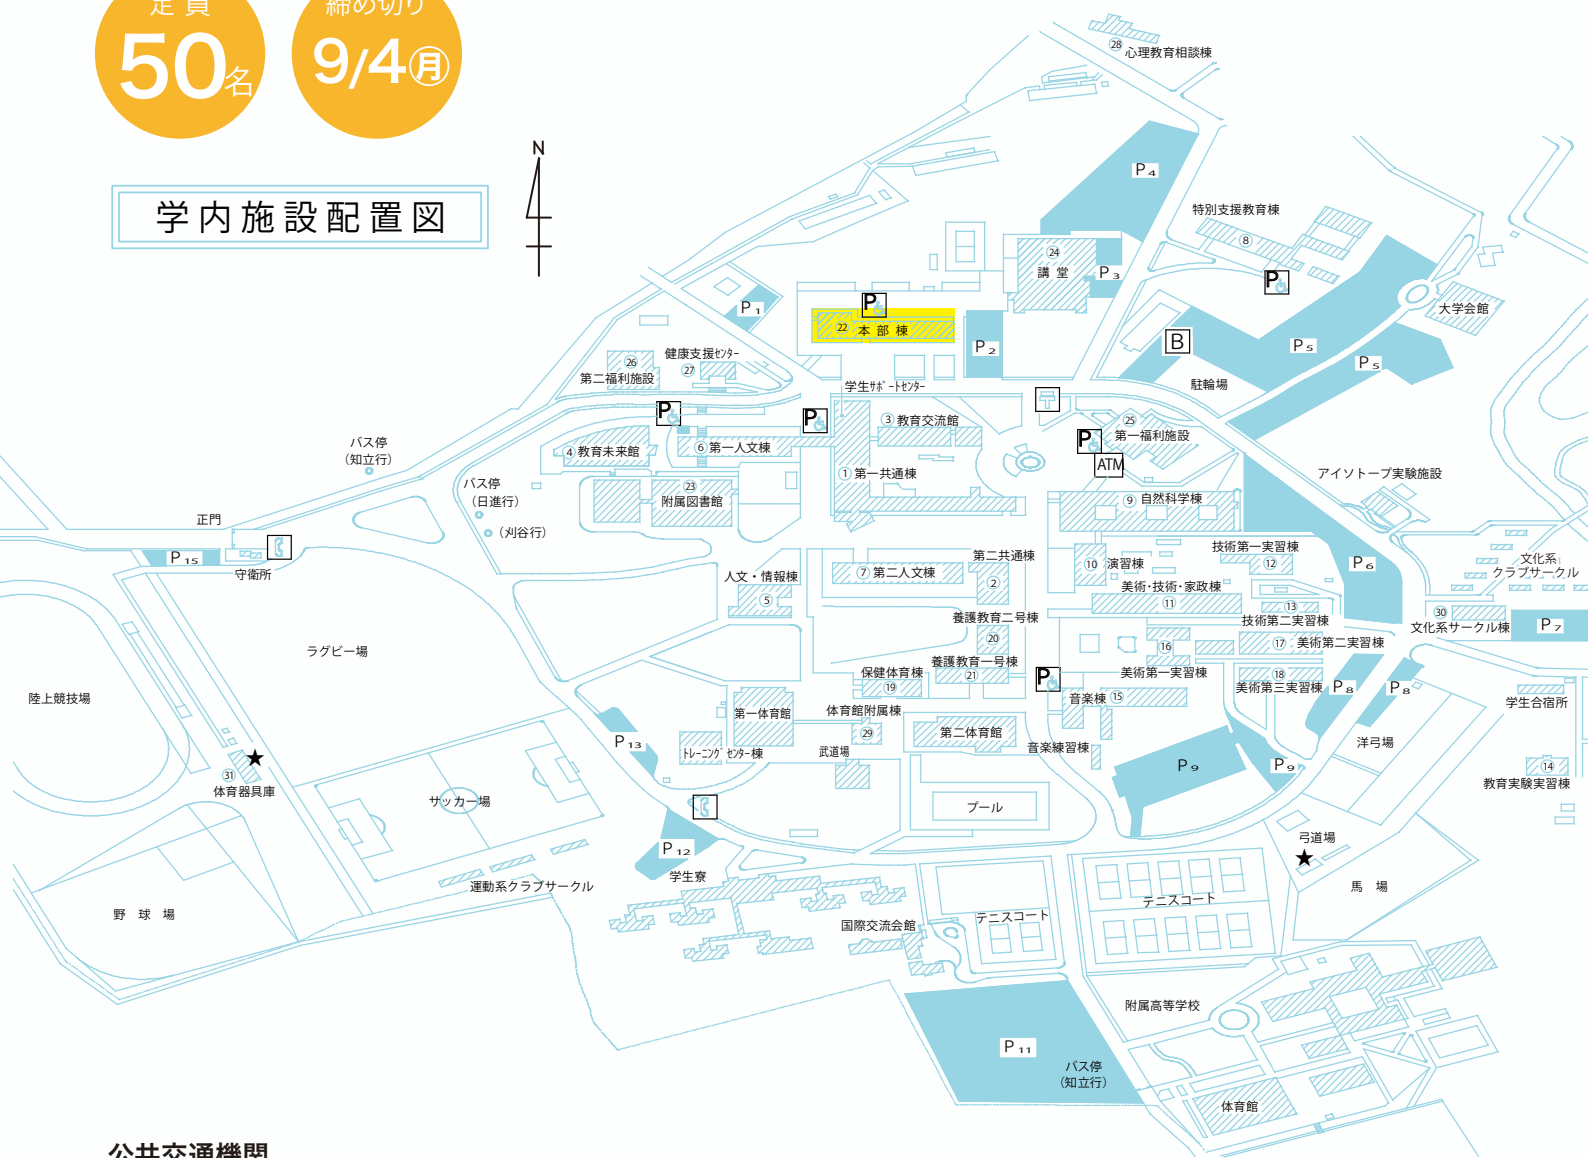 定員
50名
締め切り
9/4㊊
学内施設配置図
N
㉘ 心理教育相談棟
P4
特別支援教育棟
⑧
㉔
講堂
P3
P
大学会館
P1
P
㉒ 本部棟
P2
B
P5
P5
駐輪場
㉖
第二福利施設
健康支援センター
㉗
学生サポートセンター
P
P
③ 教育交流館
㉕
第一福利施設
P
ATM
バス停
(知立行)
④ 教育未来館
⑥ 第一人文棟
① 第一共通棟
アイソトープ実験施設
バス停
(日進行)
(刈谷行)
㉓
附属図書館
⑨ 自然科学棟
正門
P15
守衛所
人文・情報棟
⑤
⑦ 第二人文棟
第二共通棟
②
⑩ 演習棟
技術第一実習棟
⑫
P6
文化系
クラブサークル
美術・技術・家政棟
⑪
⑬
技術第二実習棟
㉚
文化系サークル棟
P7
養護教育二号棟
⑳
ラグビー場
⑯
⑰ 美術第二実習棟
養護教育一号棟
㉑
保健体育棟
⑲
P
美術第一実習棟
⑱
美術第三実習棟
P8
P8
陸上競技場
音楽棟 ⑮
学生合宿所
第一体育館
体育館附属棟
㉙
第二体育館
P13
トレーニングセンター棟
武道場
音楽練習棟
洋弓場
P9
P9
⑭
教育実験実習棟
★
㉛
体育器具庫
サッカー場
プール
弓道場
★
P12
学生寮
運動系クラブサークル
馬場
野球場
国際交流会館
テニスコート
テニスコート
附属高等学校
P11
バス停
(知立行)
体育館
公共交通機関